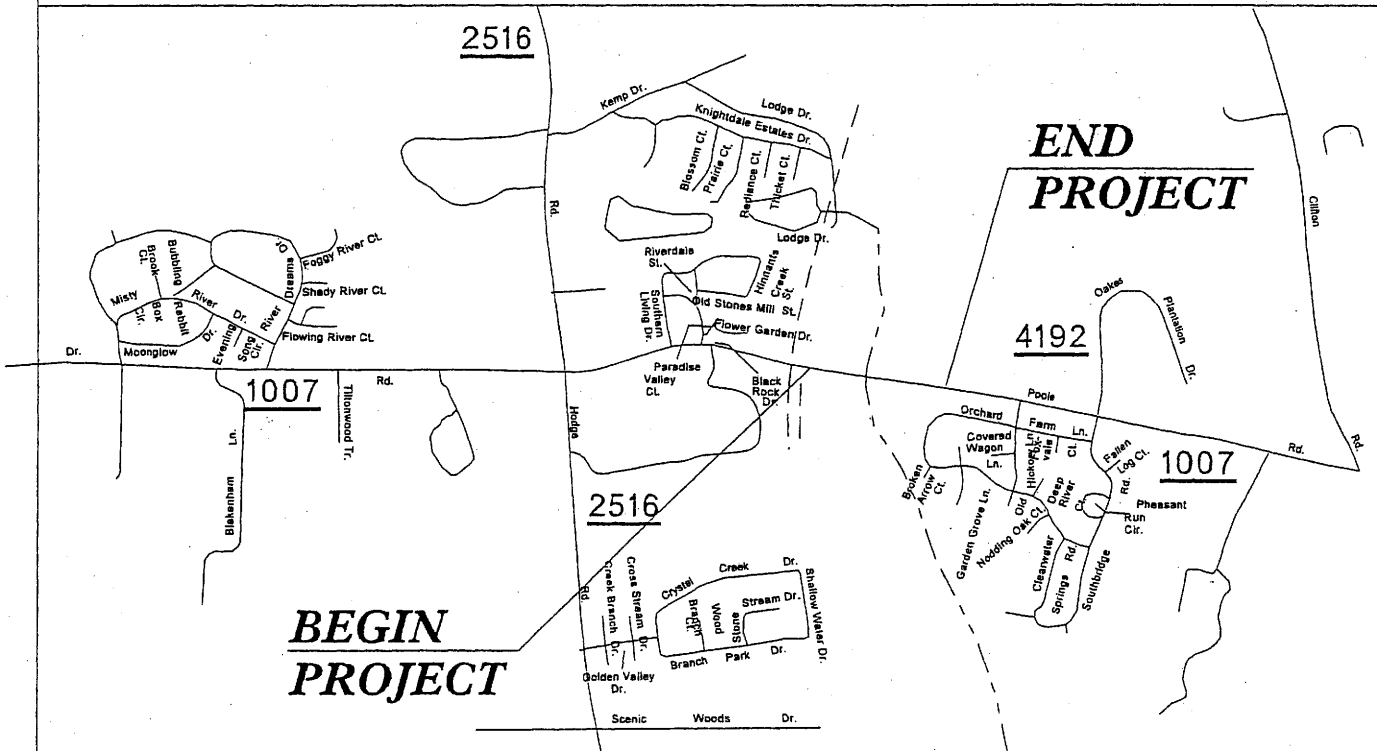 2516
Kemp Dr.
Lodge Dr.
Knightdale Estates Dr.
Blossom Ct.
Prairie Ct.
Radiance Ct.
Thicket Ct.
Lodge Dr.
END
PROJECT
Clifton
Rd.
Rd.
Foggy River Ct.
Shady River Ct.
Flowing River Ct.
Dreams
Dr.
River
Bubbling
Brook
Ct.
Misty
River Dr.
Cir.
Box
Rabbit
Dr.
Moonglow
Evening
Song
Cir.
Dr.
1007
Rd.
Tiltonwood Tr.
Blakenham Ln.
Riverdale
St.
Hinnants
Creek
St.
Old Stones Mill St.
Southern
Living Dr.
Flower Garden Dr.
Paradise
Valley
Ct.
Black
Rock
Dr.
Hodge
Rd.
2516
4192
Oakes
Plantation
Dr.
Poole
Rd.
1007
Orchard
Farm
Ln.
Covered
Wagon
Ln.
Old
Hickory
Ln.
Fox-
vale
Ct.
Fallen
Log Ct.
Rd.
Broken
Arrow
Ct.
Garden Grove Ln.
Deep
River
Ct.
Nodding Oak Ct.
Pheasant
Run
Cir.
Clearwater
Springs
Rd.
Southbridge
BEGIN
PROJECT
Creek Branch Dr.
Cross Stream Dr.
Crystal
Creek
Dr.
Shallow Water Dr.
Branch
Ct.
Wood
Stone
Stream Dr.
Branch Park Dr.
Golden Valley
Dr.
Scenic Woods Dr.